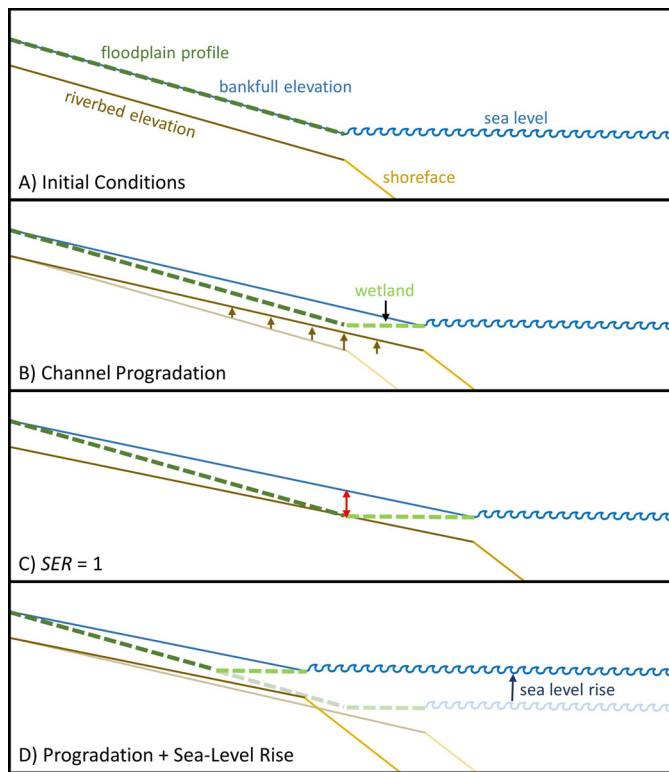 floodplain profile
bankfull elevation
riverbed elevation
sea level
shoreface
A) Initial Conditions
wetland
B) Channel Progradation
C) SER = 1
sea level rise
D) Progradation + Sea-Level Rise